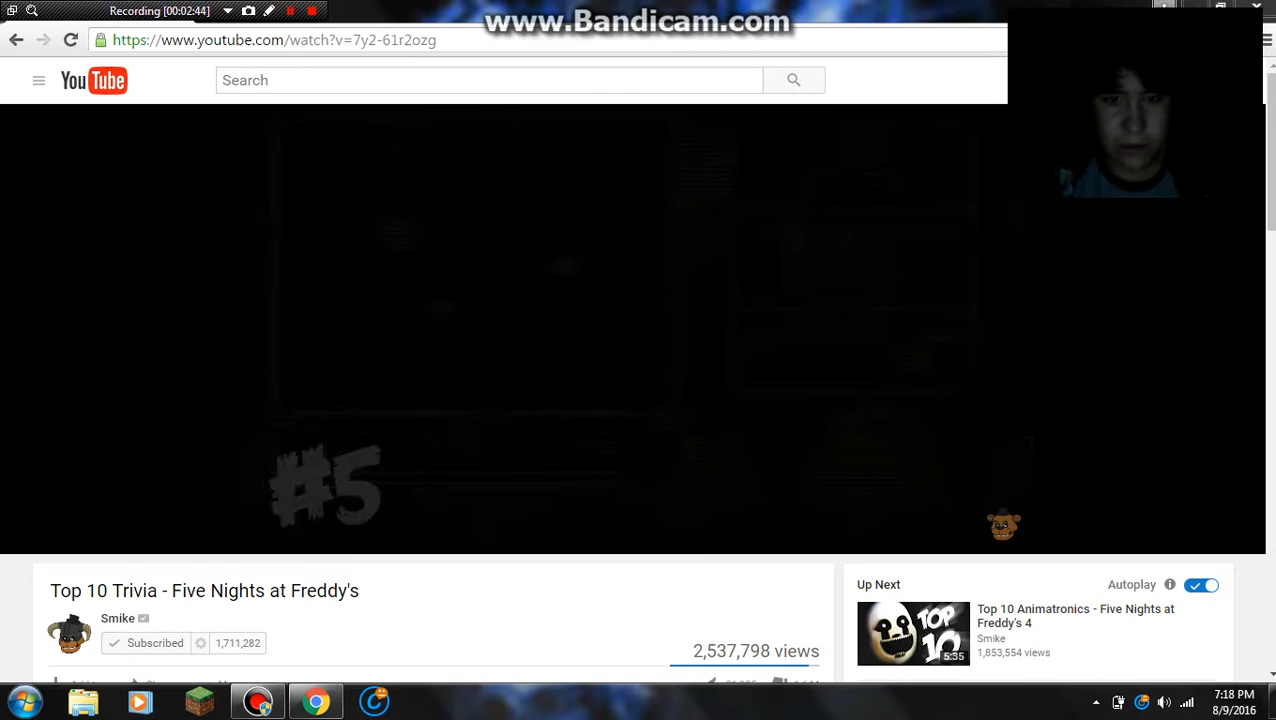 Recording [00:02:44]
www.Bandicam.com
https://www.youtube.com/watch?v=7y2-61r2ozg
YouTube
Search
#5
Top 10 Trivia - Five Nights at Freddy's
Smike
Subscribed 1,711,282
2,537,798 views
Up Next
Autoplay
TOP 10
5:35
Top 10 Animatronics - Five Nights at
Freddy's 4
Smike
1,853,554 views
7:18 PM
8/9/2016